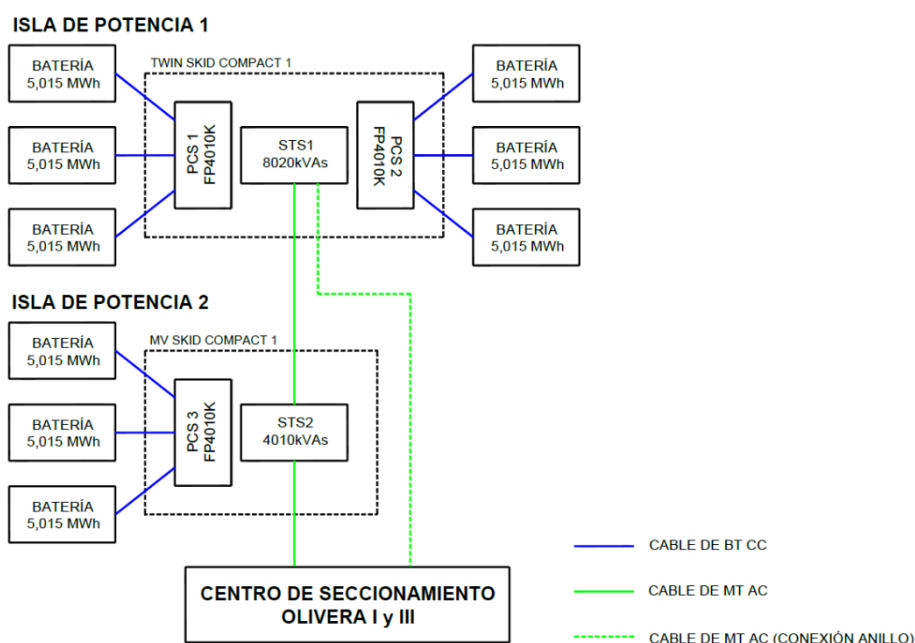 ISLA DE POTENCIA 1
TWIN SKID COMPACT 1
BATERÍA
5,015 MWh
BATERÍA
5,015 MWh
BATERÍA
5,015 MWh
PCS 1
FP4010K
STS1
8020kVAs
PCS 2
FP4010K
BATERÍA
5,015 MWh
BATERÍA
5,015 MWh
BATERÍA
5,015 MWh
ISLA DE POTENCIA 2
MV SKID COMPACT 1
BATERÍA
5,015 MWh
BATERÍA
5,015 MWh
BATERÍA
5,015 MWh
PCS 3
FP4010K
STS2
4010kVAs
CENTRO DE SECCIONAMIENTO
OLIVERA I y III
CABLE DE BT CC
CABLE DE MT AC
CABLE DE MT AC (CONEXIÓN ANILLO)